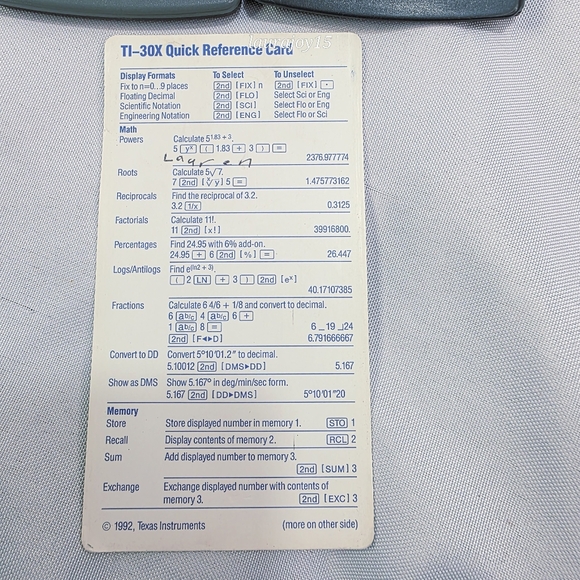 TI-30X Quick Reference Card
Display Formats To Select To Unselect
Fix to n=0...9 places 2nd [FIX] n 2nd [FIX] .
Floating Decimal 2nd [FLO] Select Sci or Eng
Scientific Notation 2nd [SCI] Select Flo or Eng
Engineering Notation 2nd [ENG] Select Flo or Sci
Math
Powers Calculate 5^1.83 + 3.
5 yˣ ( 1.83 + 3 ) =
Lauren 2376.977774
Roots Calculate 5√7.
7 2nd [ˣ√y] 5 = 1.475773162
Reciprocals Find the reciprocal of 3.2.
3.2 1/x 0.3125
Factorials Calculate 11!.
11 2nd [x!] 39916800.
Percentages Find 24.95 with 6% add-on.
24.95 + 6 2nd [%] = 26.447
Logs/Antilogs Find e^(ln2 + 3).
( 2 LN + 3 ) 2nd [eˣ]
40.17107385
Fractions Calculate 6 4/6 + 1/8 and convert to decimal.
6 ab/c 4 ab/c 6 +
1 ab/c 8 = 6_19⌟24
2nd [F◄►D] 6.791666667
Convert to DD Convert 5°10'01.2" to decimal.
5.10012 2nd [DMS►DD] 5.167
Show as DMS Show 5.167° in deg/min/sec form.
5.167 2nd [DD►DMS] 5°10'01"20
Memory
Store Store displayed number in memory 1. STO 1
Recall Display contents of memory 2. RCL 2
Sum Add displayed number to memory 3.
2nd [SUM] 3
Exchange Exchange displayed number with contents of
memory 3. 2nd [EXC] 3
© 1992, Texas Instruments (more on other side)